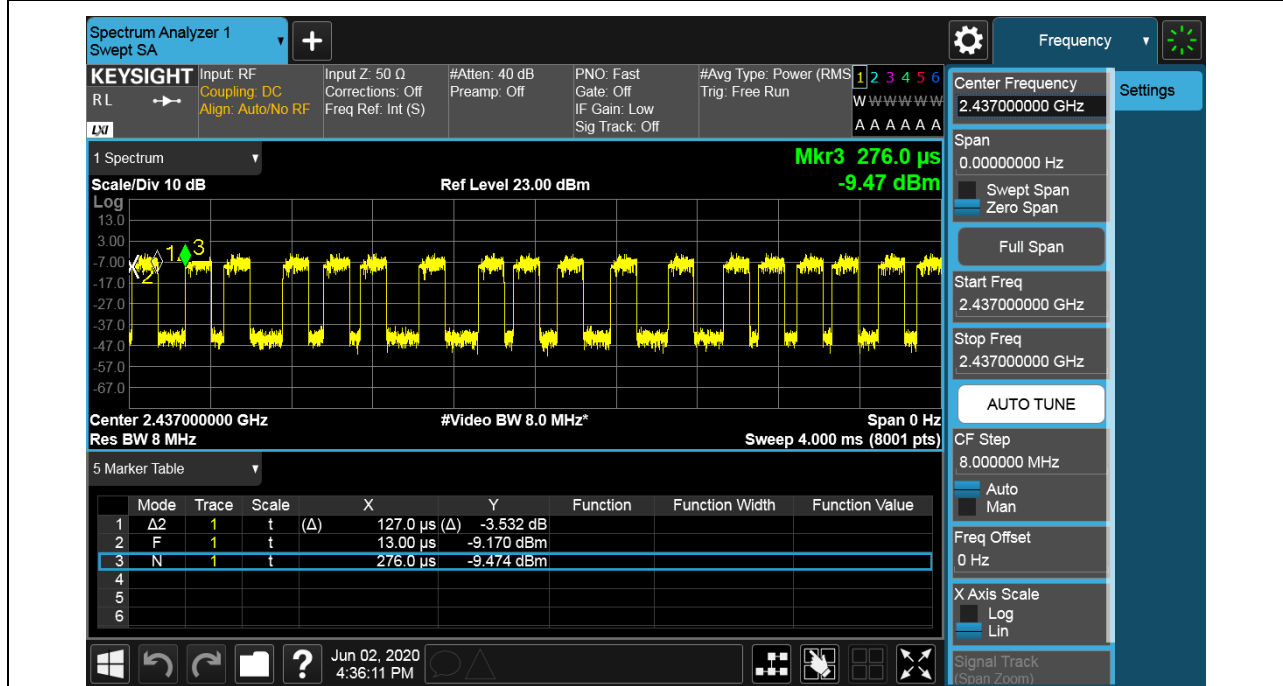 Spectrum Analyzer 1
Swept SA
+
Frequency
KEYSIGHT
RL
LXI
Input: RF
Coupling: DC
Align: Auto/No RF
Input Z: 50 Ω
Corrections: Off
Freq Ref: Int (S)
#Atten: 40 dB
Preamp: Off
PNO: Fast
Gate: Off
IF Gain: Low
Sig Track: Off
#Avg Type: Power (RMS
Trig: Free Run
1 2 3 4 5 6
W W W W W W
A A A A A A
1 Spectrum
Mkr3 276.0 µs
-9.47 dBm
Scale/Div 10 dB
Ref Level 23.00 dBm
Log
13.0
3.00
-7.00
-17.0
-27.0
-37.0
-47.0
-57.0
-67.0
1
3
2
Center 2.437000000 GHz
#Video BW 8.0 MHz*
Span 0 Hz
Res BW 8 MHz
Sweep 4.000 ms (8001 pts)
5 Marker Table
Mode Trace Scale X Y Function Function Width Function Value
1 Δ2 1 t (Δ) 127.0 µs (Δ) -3.532 dB
2 F 1 t 13.00 µs -9.170 dBm
3 N 1 t 276.0 µs -9.474 dBm
4
5
6
?
Jun 02, 2020
4:36:11 PM
Center Frequency
2.437000000 GHz
Settings
Span
0.00000000 Hz
Swept Span
Zero Span
Full Span
Start Freq
2.437000000 GHz
Stop Freq
2.437000000 GHz
AUTO TUNE
CF Step
8.000000 MHz
Auto
Man
Freq Offset
0 Hz
X Axis Scale
Log
Lin
Signal Track
(Span Zoom)